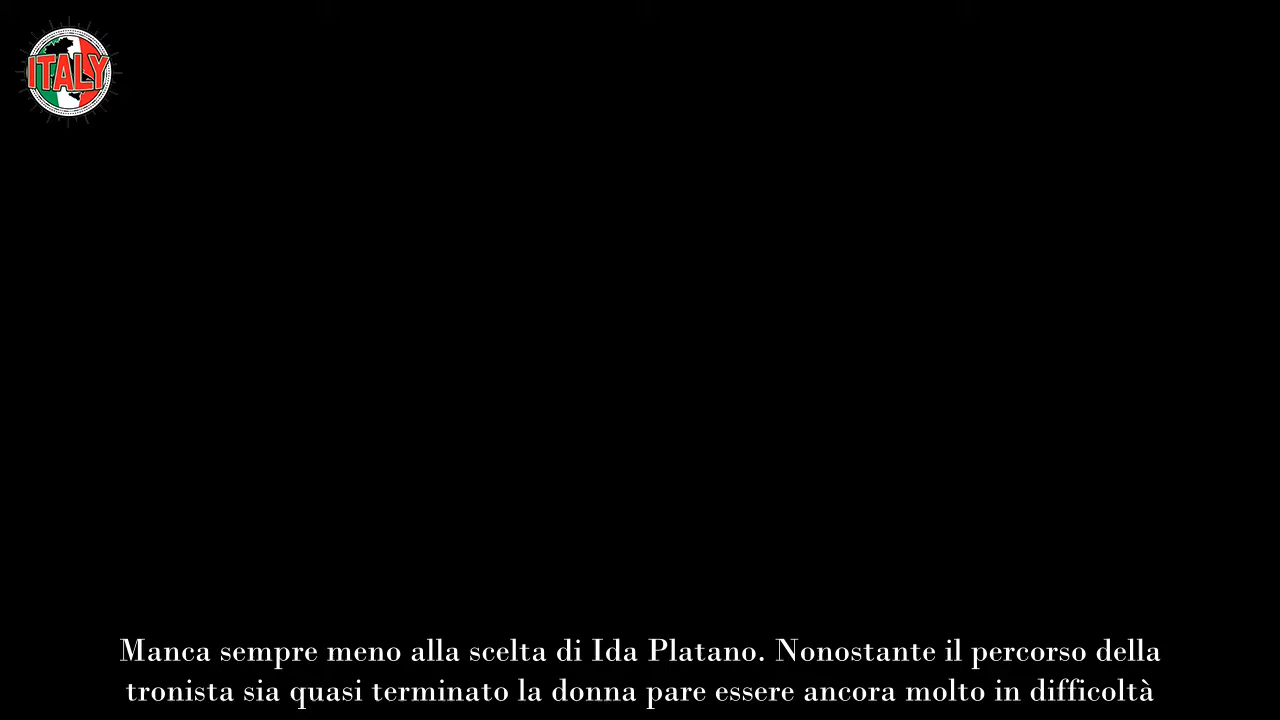 ITALY
Manca sempre meno alla scelta di Ida Platano. Nonostante il percorso della
tronista sia quasi terminato la donna pare essere ancora molto in difficoltà